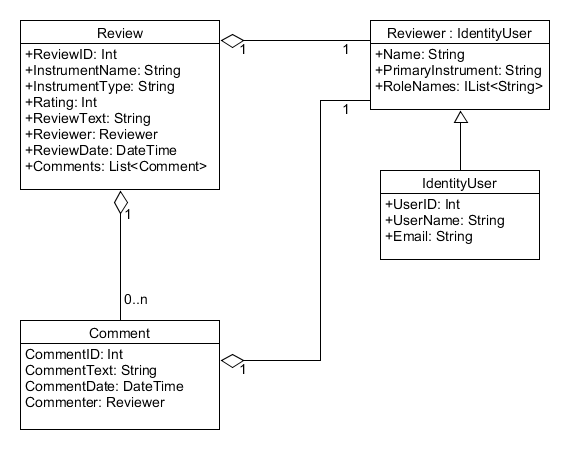 Review
+ReviewID: Int
+InstrumentName: String
+InstrumentType: String
+Rating: Int
+ReviewText: String
+Reviewer: Reviewer
+ReviewDate: DateTime
+Comments: List<Comment>
1
1
Reviewer : IdentityUser
+Name: String
+PrimaryInstrument: String
+RoleNames: IList<String>
1
IdentityUser
+UserID: Int
+UserName: String
+Email: String
1
0..n
Comment
CommentID: Int
CommentText: String
CommentDate: DateTime
Commenter: Reviewer
1